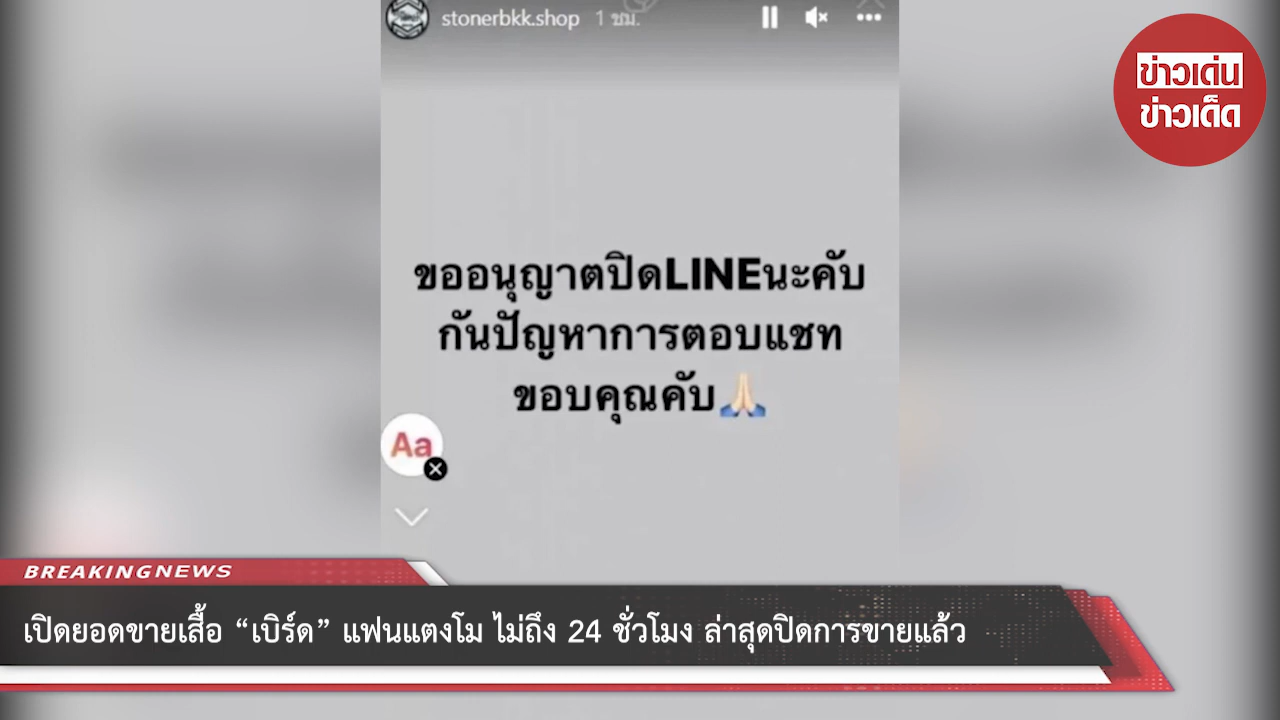 stonerbkk.shop 1 ชม.
ข่าวเด่น
ข่าวเด็ด
ขออนุญาตปิดLINEนะคับ
กันปัญหาการตอบแชท
ขอบคุณคับ🙏🏻
Aa
BREAKINGNEWS
เปิดยอดขายเสื้อ “เบิร์ด” แฟนแตงโม ไม่ถึง 24 ชั่วโมง ล่าสุดปิดการขายแล้ว